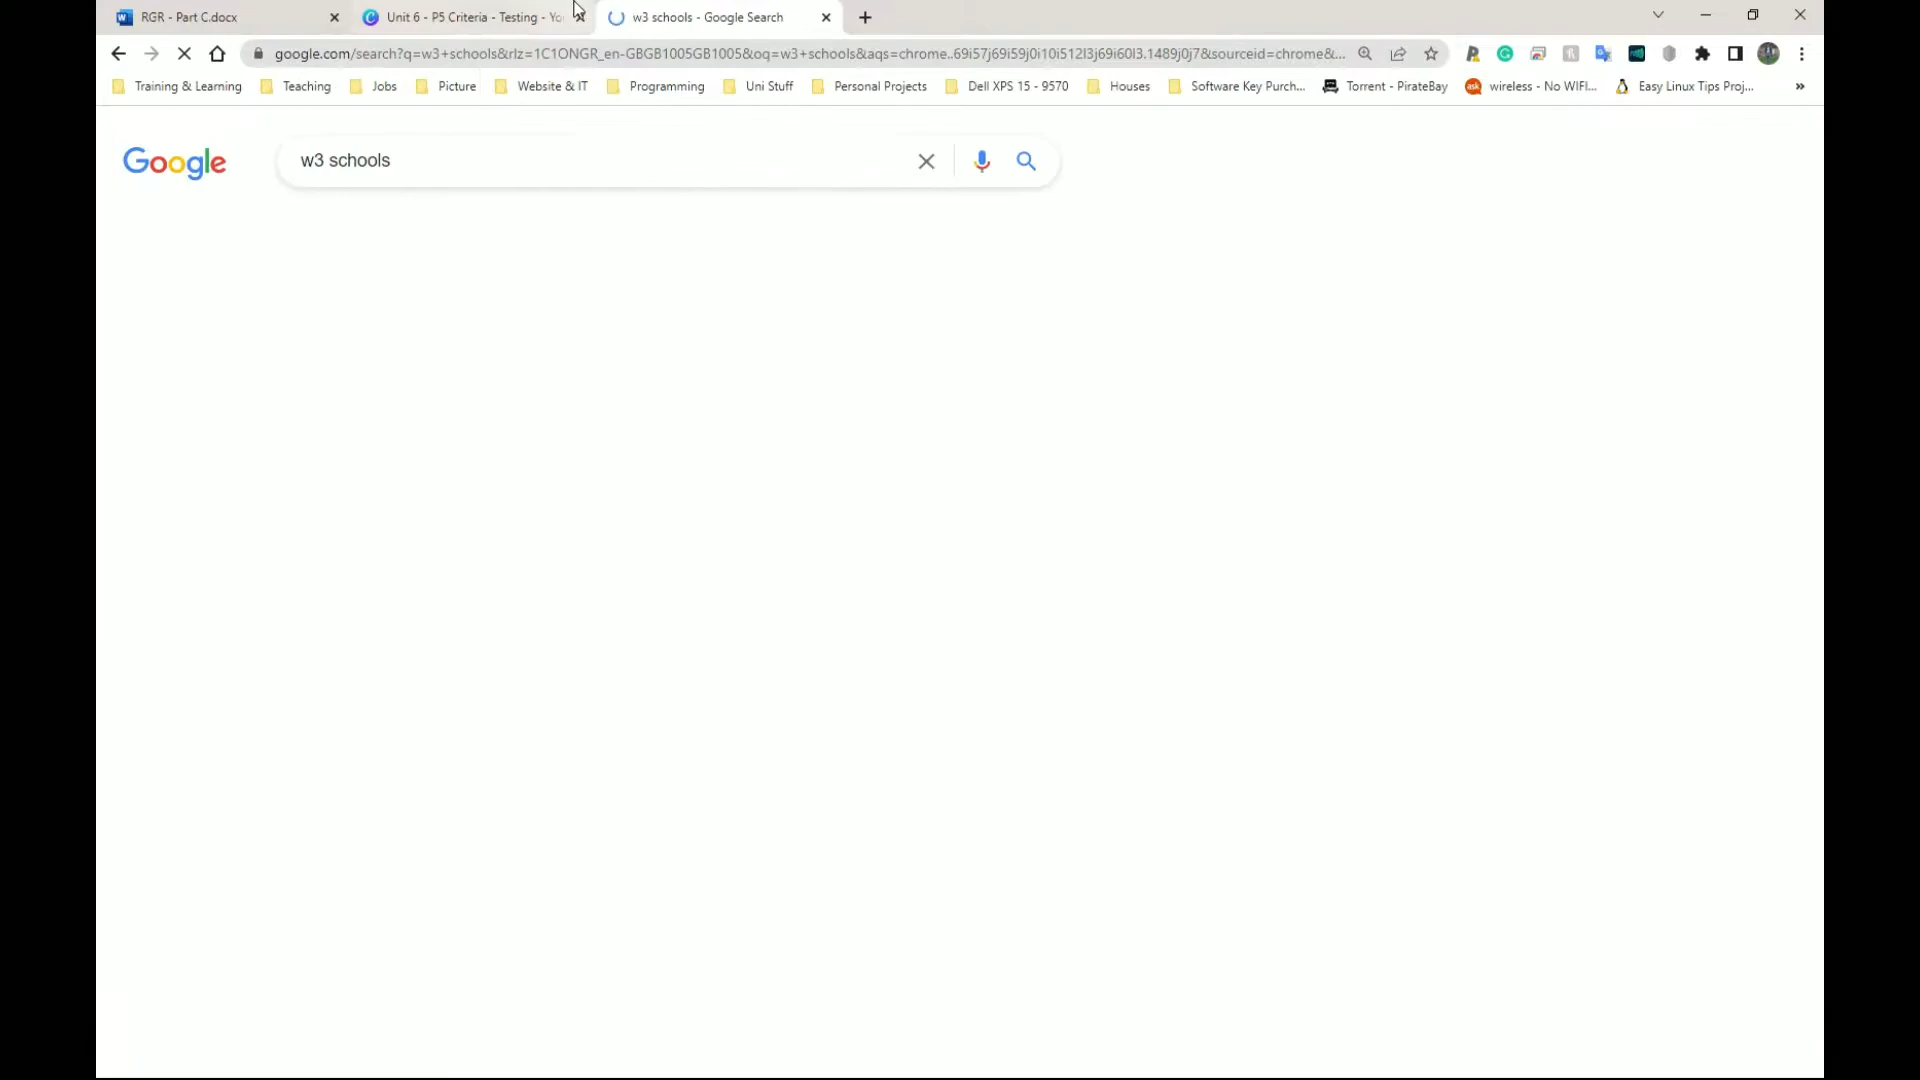 RGR - Part C.docx
Unit 6 - P5 Criteria - Testing - Yo
w3 schools - Google Search
google.com/search?q=w3+schools&rlz=1C1ONGR_en-GBGB1005GB1005&oq=w3+schools&aqs=chrome..69i57j69i59j0i10i512l3j69i60l3.1489j0j7&sourceid=chrome&...
Training & Learning
Teaching
Jobs
Picture
Website & IT
Programming
Uni Stuff
Personal Projects
Dell XPS 15 - 9570
Houses
Software Key Purch...
Torrent - PirateBay
ask
wireless - No WIFI...
Easy Linux Tips Proj...
»
Google
w3 schools